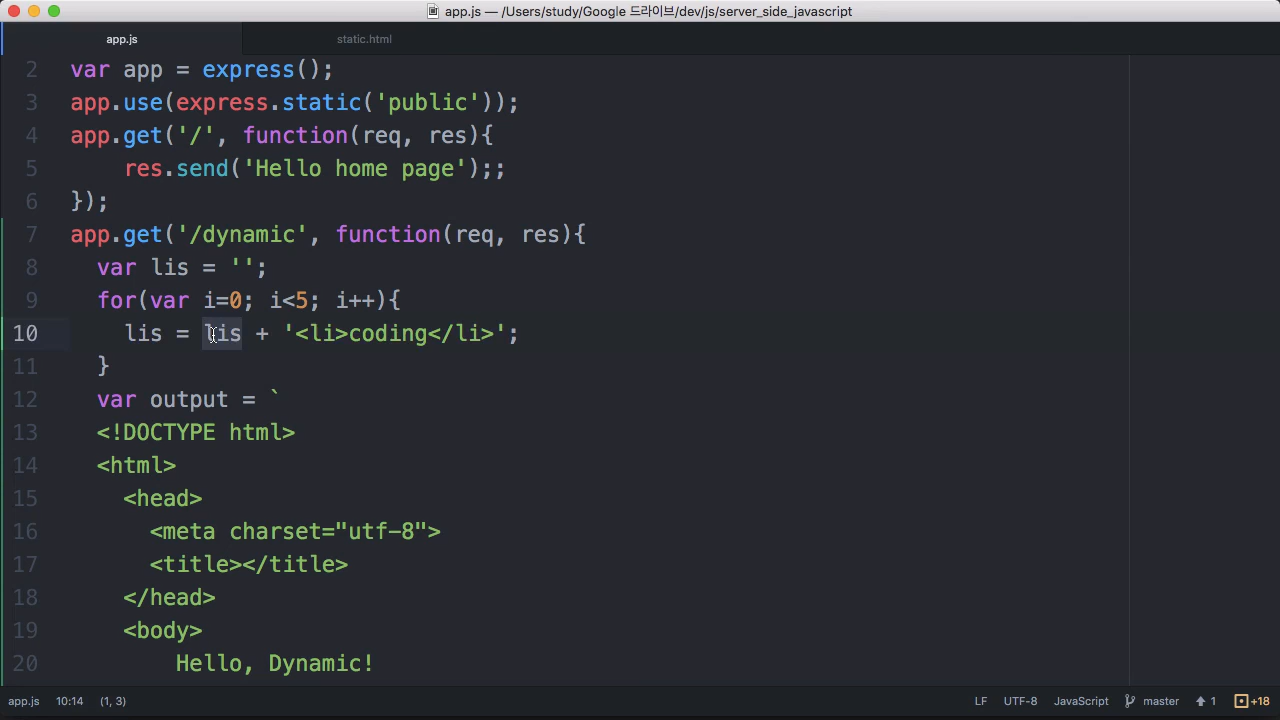 app.js — /Users/study/Google 드라이브/dev/js/server_side_javascript
app.js static.html
2 var app = express();
3 app.use(express.static('public'));
4 app.get('/', function(req, res){
5 res.send('Hello home page');;
6 });
7 app.get('/dynamic', function(req, res){
8 var lis = '';
9 for(var i=0; i<5; i++){
10 lis = lis + '<li>coding</li>';
11 }
12 var output = `
13 <!DOCTYPE html>
14 <html>
15 <head>
16 <meta charset="utf-8">
17 <title></title>
18 </head>
19 <body>
20 Hello, Dynamic!
app.js 10:14 (1, 3) LF UTF-8 JavaScript master 1 +18